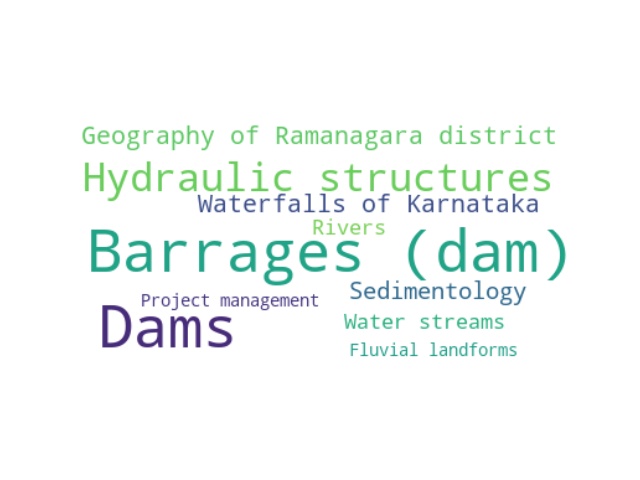 Geography of Ramanagara district
Hydraulic structures
Waterfalls of Karnataka
Rivers
Barrages (dam)
Sedimentology
Project management
Dams
Water streams
Fluvial landforms